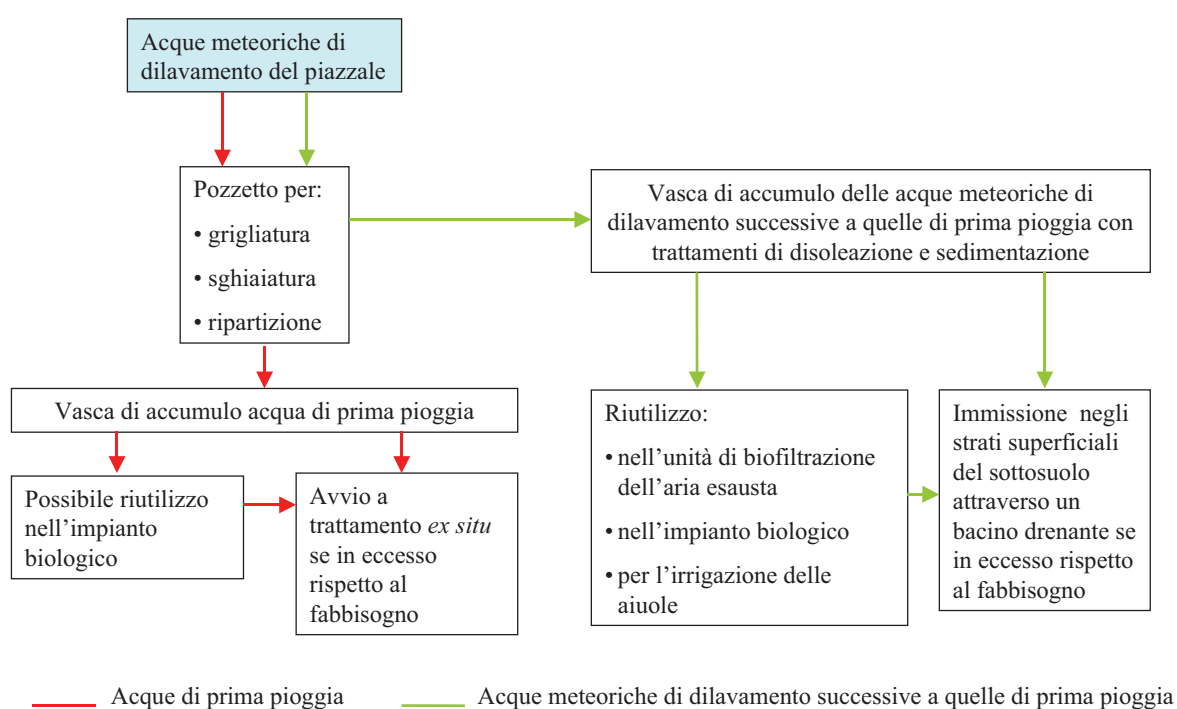 Acque meteoriche di
dilavamento del piazzale
Pozzetto per:
• grigliatura
• sghiaiatura
• ripartizione
Vasca di accumulo delle acque meteoriche di
dilavamento successive a quelle di prima pioggia con
trattamenti di disoleazione e sedimentazione
Vasca di accumulo acqua di prima pioggia
Possibile riutilizzo
nell’impianto
biologico
Avvio a
trattamento ex situ
se in eccesso
rispetto al
fabbisogno
Riutilizzo:
• nell’unità di biofiltrazione
dell’aria esausta
• nell’impianto biologico
• per l’irrigazione delle
aiuole
Immissione negli
strati superficiali
del sottosuolo
attraverso un
bacino drenante se
in eccesso rispetto
al fabbisogno
Acque di prima pioggia
Acque meteoriche di dilavamento successive a quelle di prima pioggia